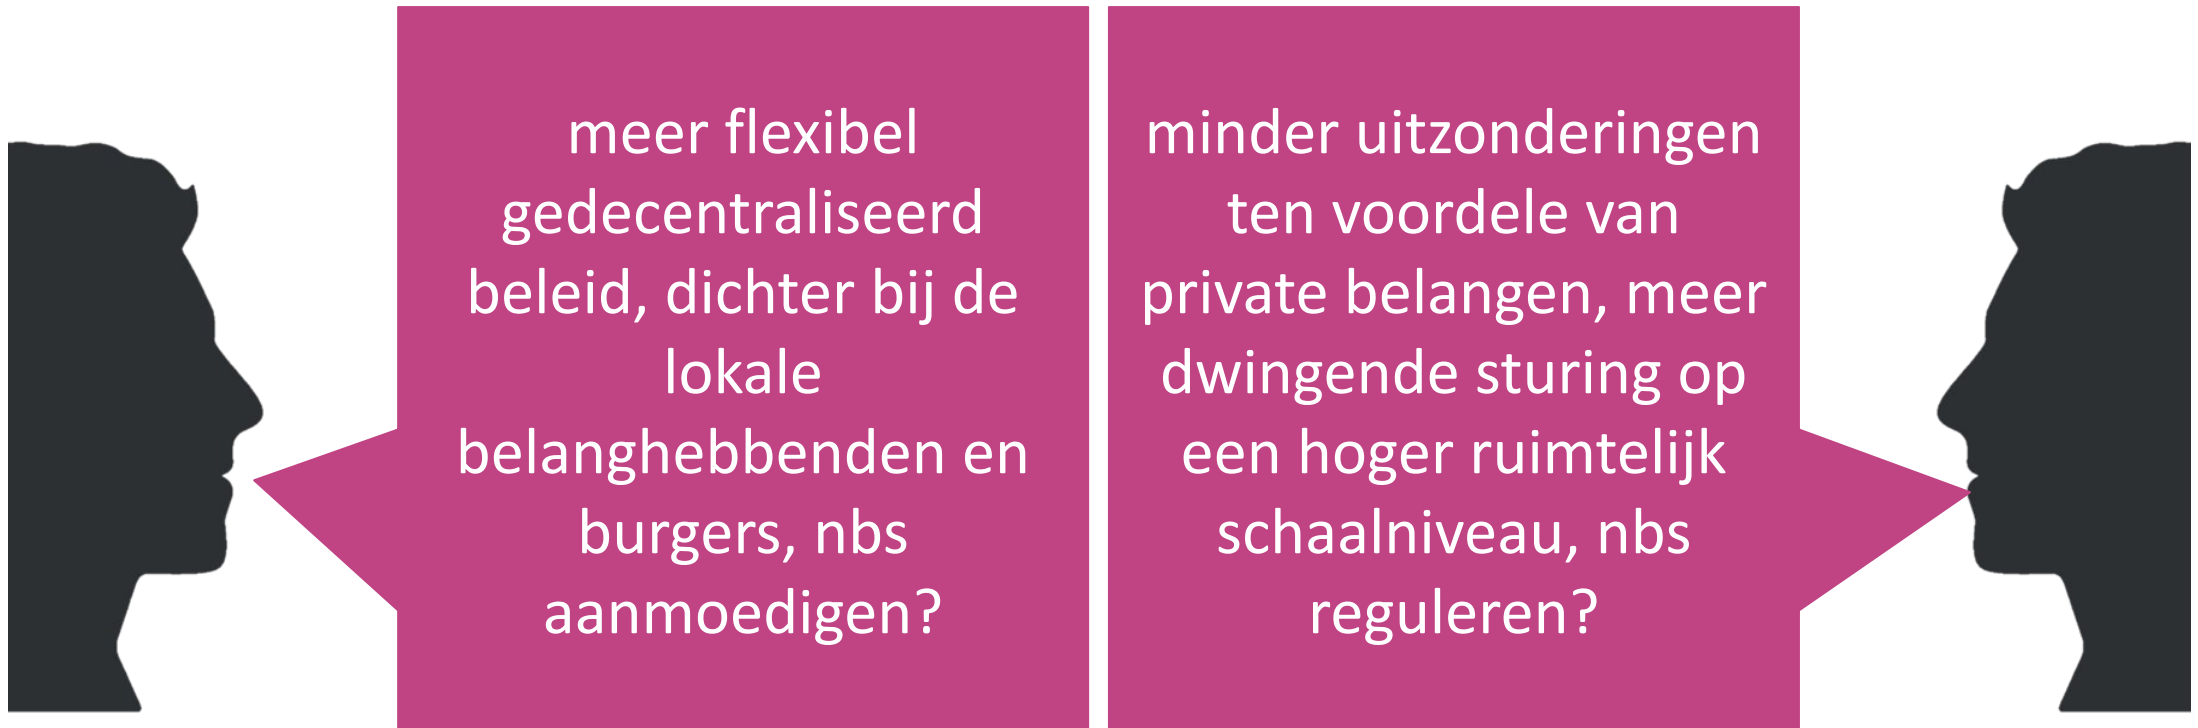 meer flexibel
gedecentraliseerd
beleid, dichter bij de
lokale
belanghebbenden en
burgers, nbs
aanmoedigen?
minder uitzonderingen
ten voordele van
private belangen, meer
dwingende sturing op
een hoger ruimtelijk
schaalniveau, nbs
reguleren?